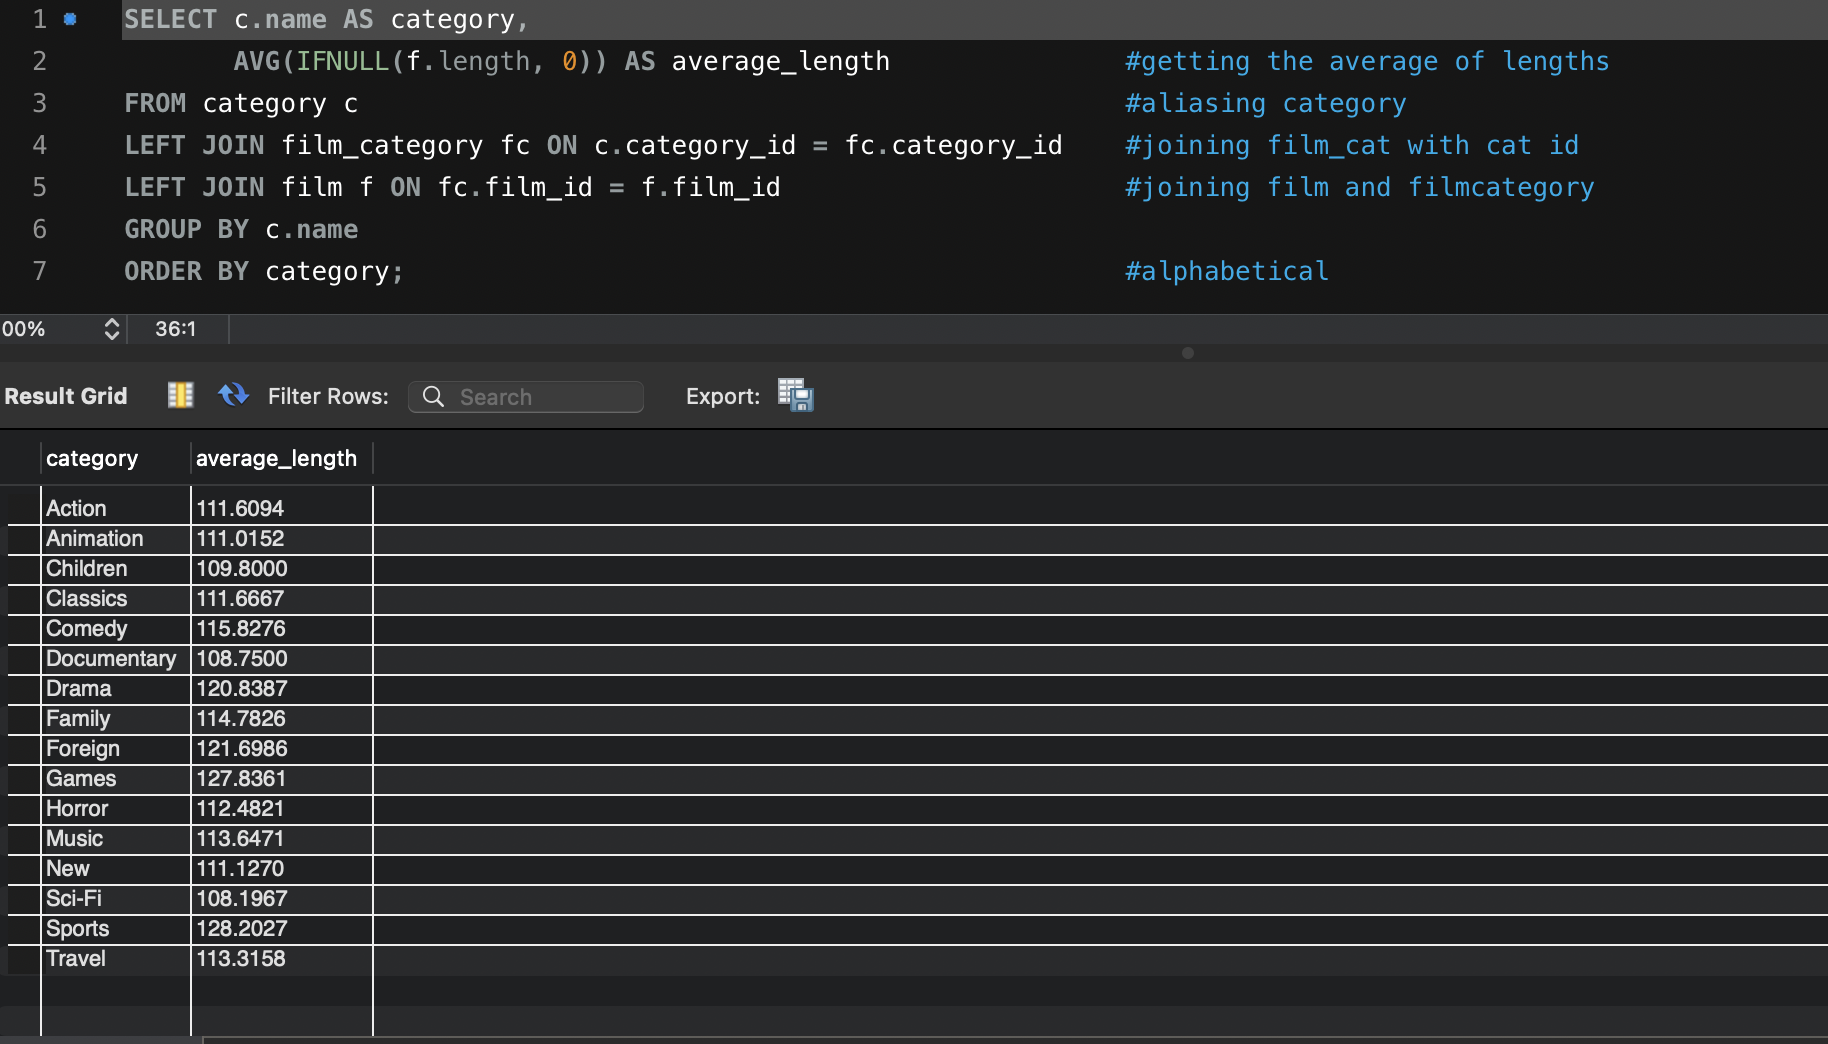 1 SELECT c.name AS category,
2 AVG(IFNULL(f.length, 0)) AS average_length #getting the average of lengths
3 FROM category c #aliasing category
4 LEFT JOIN film_category fc ON c.category_id = fc.category_id #joining film_cat with cat id
5 LEFT JOIN film f ON fc.film_id = f.film_id #joining film and filmcategory
6 GROUP BY c.name
7 ORDER BY category; #alphabetical
00% 36:1
Result Grid Filter Rows: Search Export:
category average_length
Action 111.6094
Animation 111.0152
Children 109.8000
Classics 111.6667
Comedy 115.8276
Documentary 108.7500
Drama 120.8387
Family 114.7826
Foreign 121.6986
Games 127.8361
Horror 112.4821
Music 113.6471
New 111.1270
Sci-Fi 108.1967
Sports 128.2027
Travel 113.3158